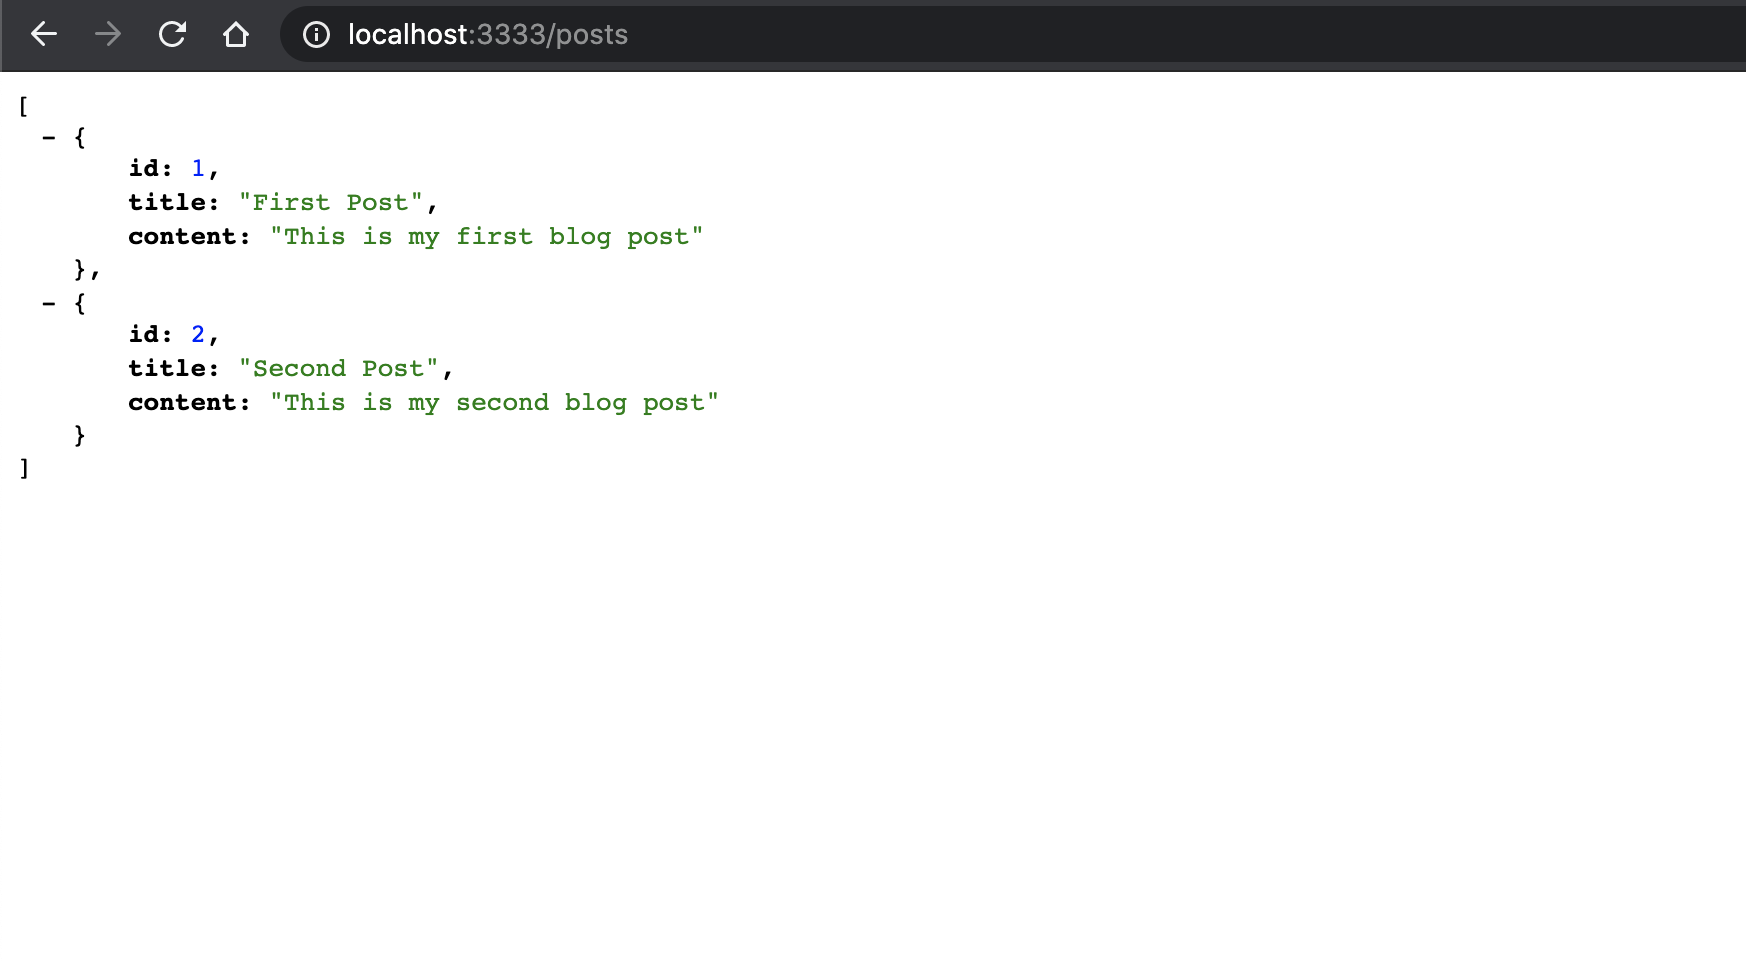 localhost:3333/posts
[
- {
id: 1,
title: "First Post",
content: "This is my first blog post"
},
- {
id: 2,
title: "Second Post",
content: "This is my second blog post"
}
]